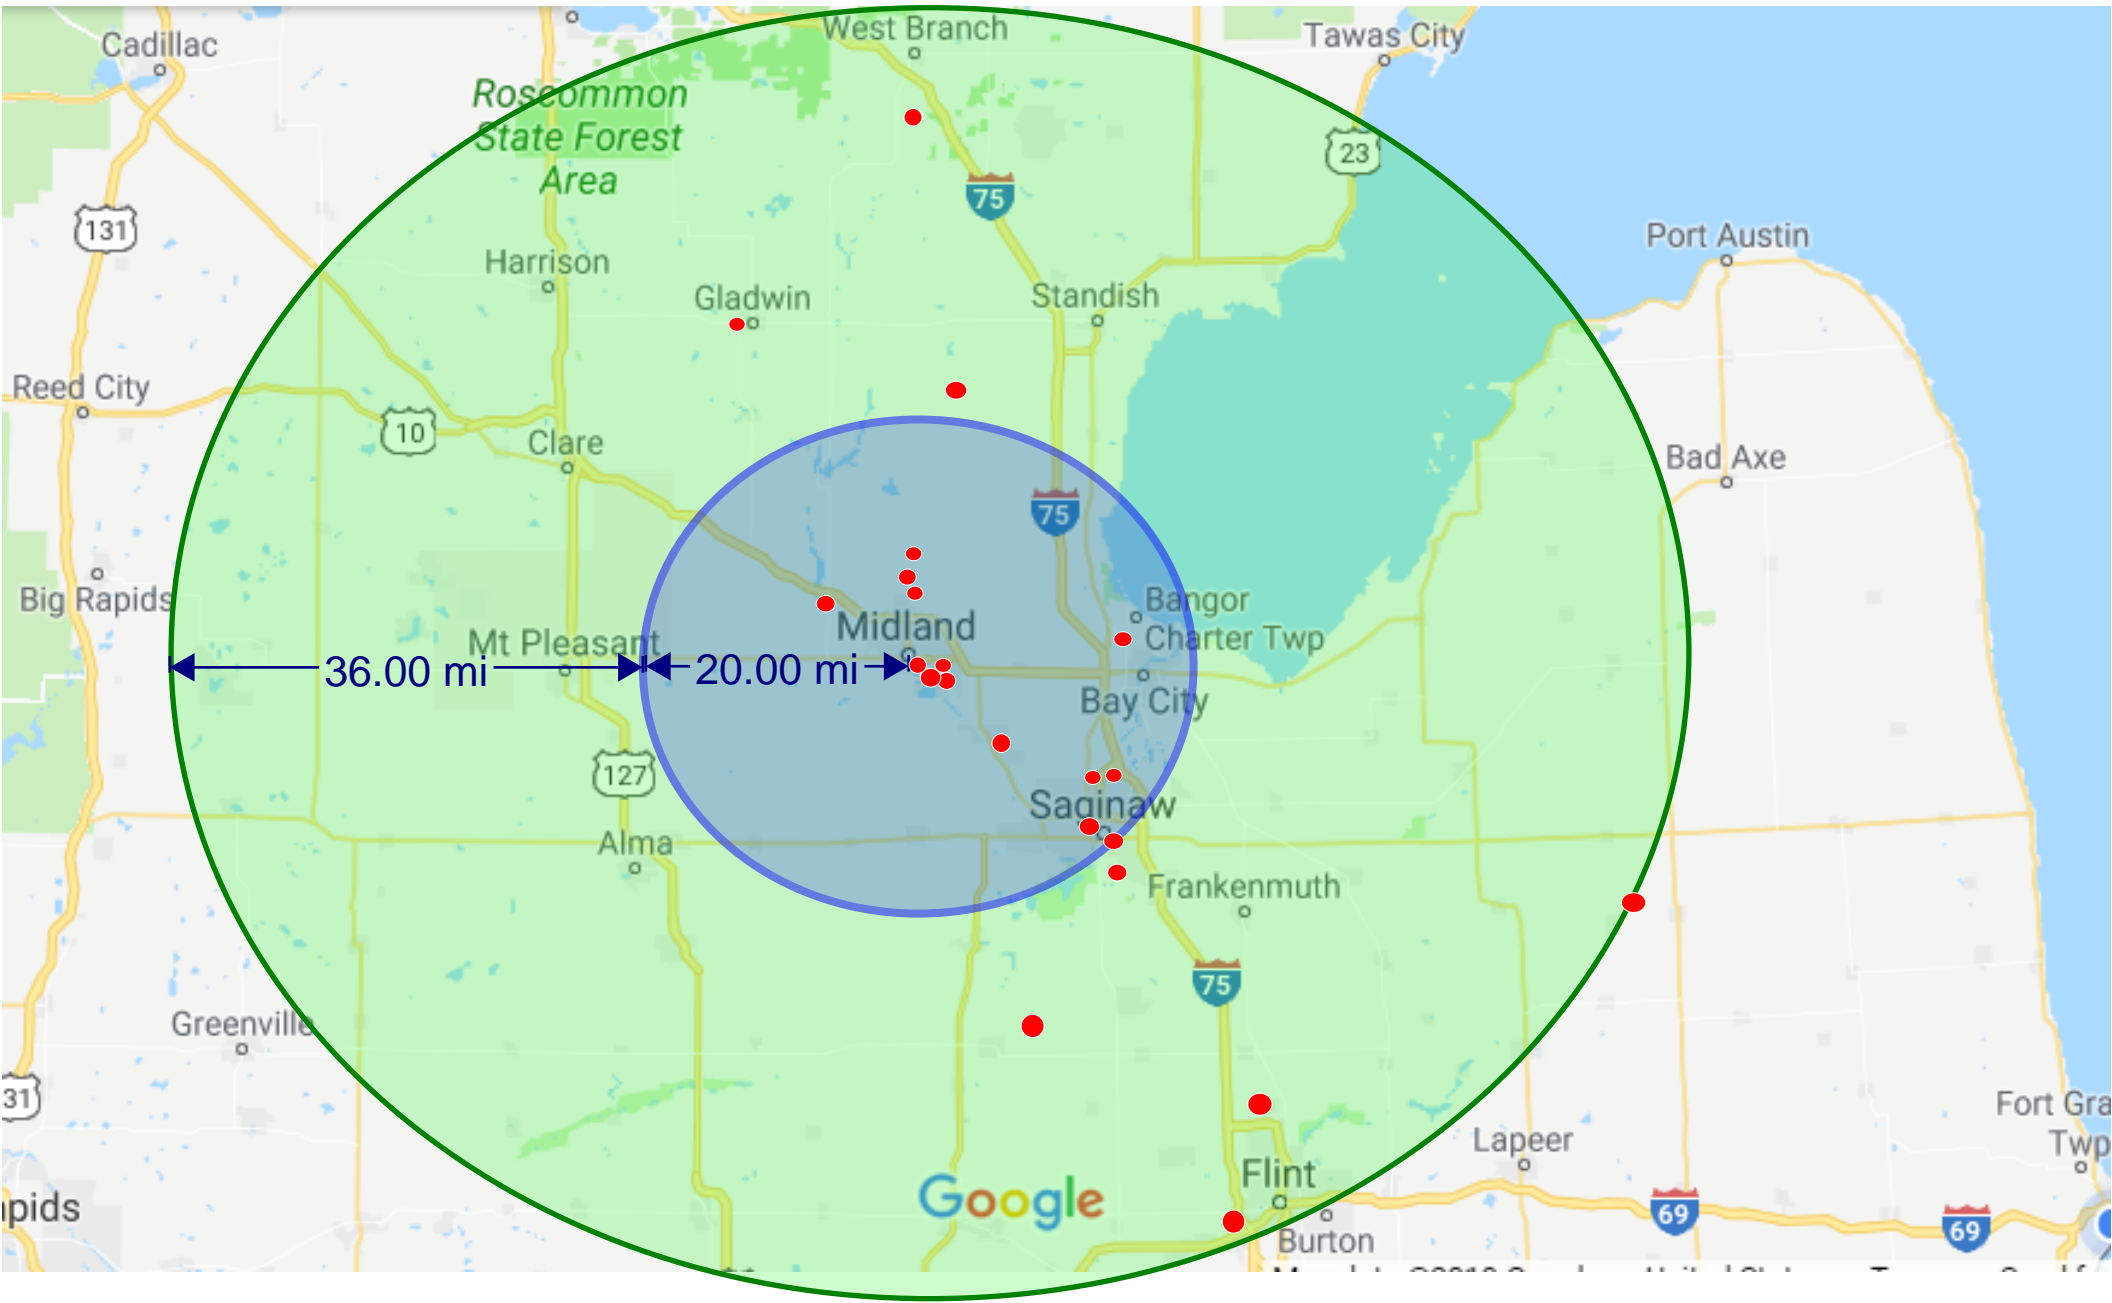 Cadillac
West Branch
Tawas City
Roscommon
State Forest
Area
23
75
131
Port Austin
Harrison
Gladwin
Standish
Reed City
10
Clare
Bad Axe
75
Big Rapids
Bangor
Charter Twp
Midland
Mt Pleasant
36.00 mi
20.00 mi
Bay City
127
Saginaw
Alma
Frankenmuth
75
Greenville
31
Fort Gra
Twp
Lapeer
Flint
Google
pids
69
69
Burton